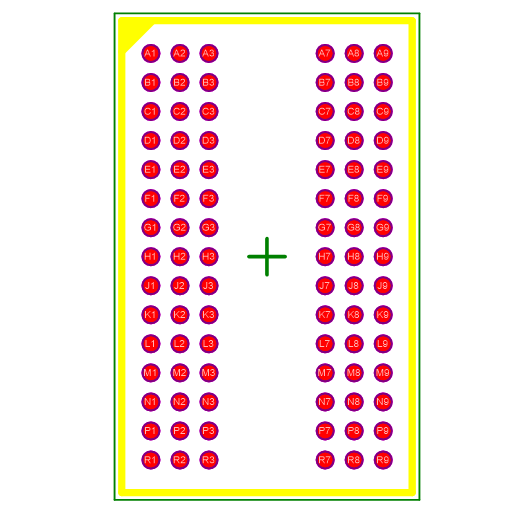 A1 A2 A3 A7 A8 A9
B1 B2 B3 B7 B8 B9
C1 C2 C3 C7 C8 C9
D1 D2 D3 D7 D8 D9
E1 E2 E3 E7 E8 E9
F1 F2 F3 F7 F8 F9
G1 G2 G3 G7 G8 G9
H1 H2 H3 H7 H8 H9
J1 J2 J3 J7 J8 J9
K1 K2 K3 K7 K8 K9
L1 L2 L3 L7 L8 L9
M1 M2 M3 M7 M8 M9
N1 N2 N3 N7 N8 N9
P1 P2 P3 P7 P8 P9
R1 R2 R3 R7 R8 R9